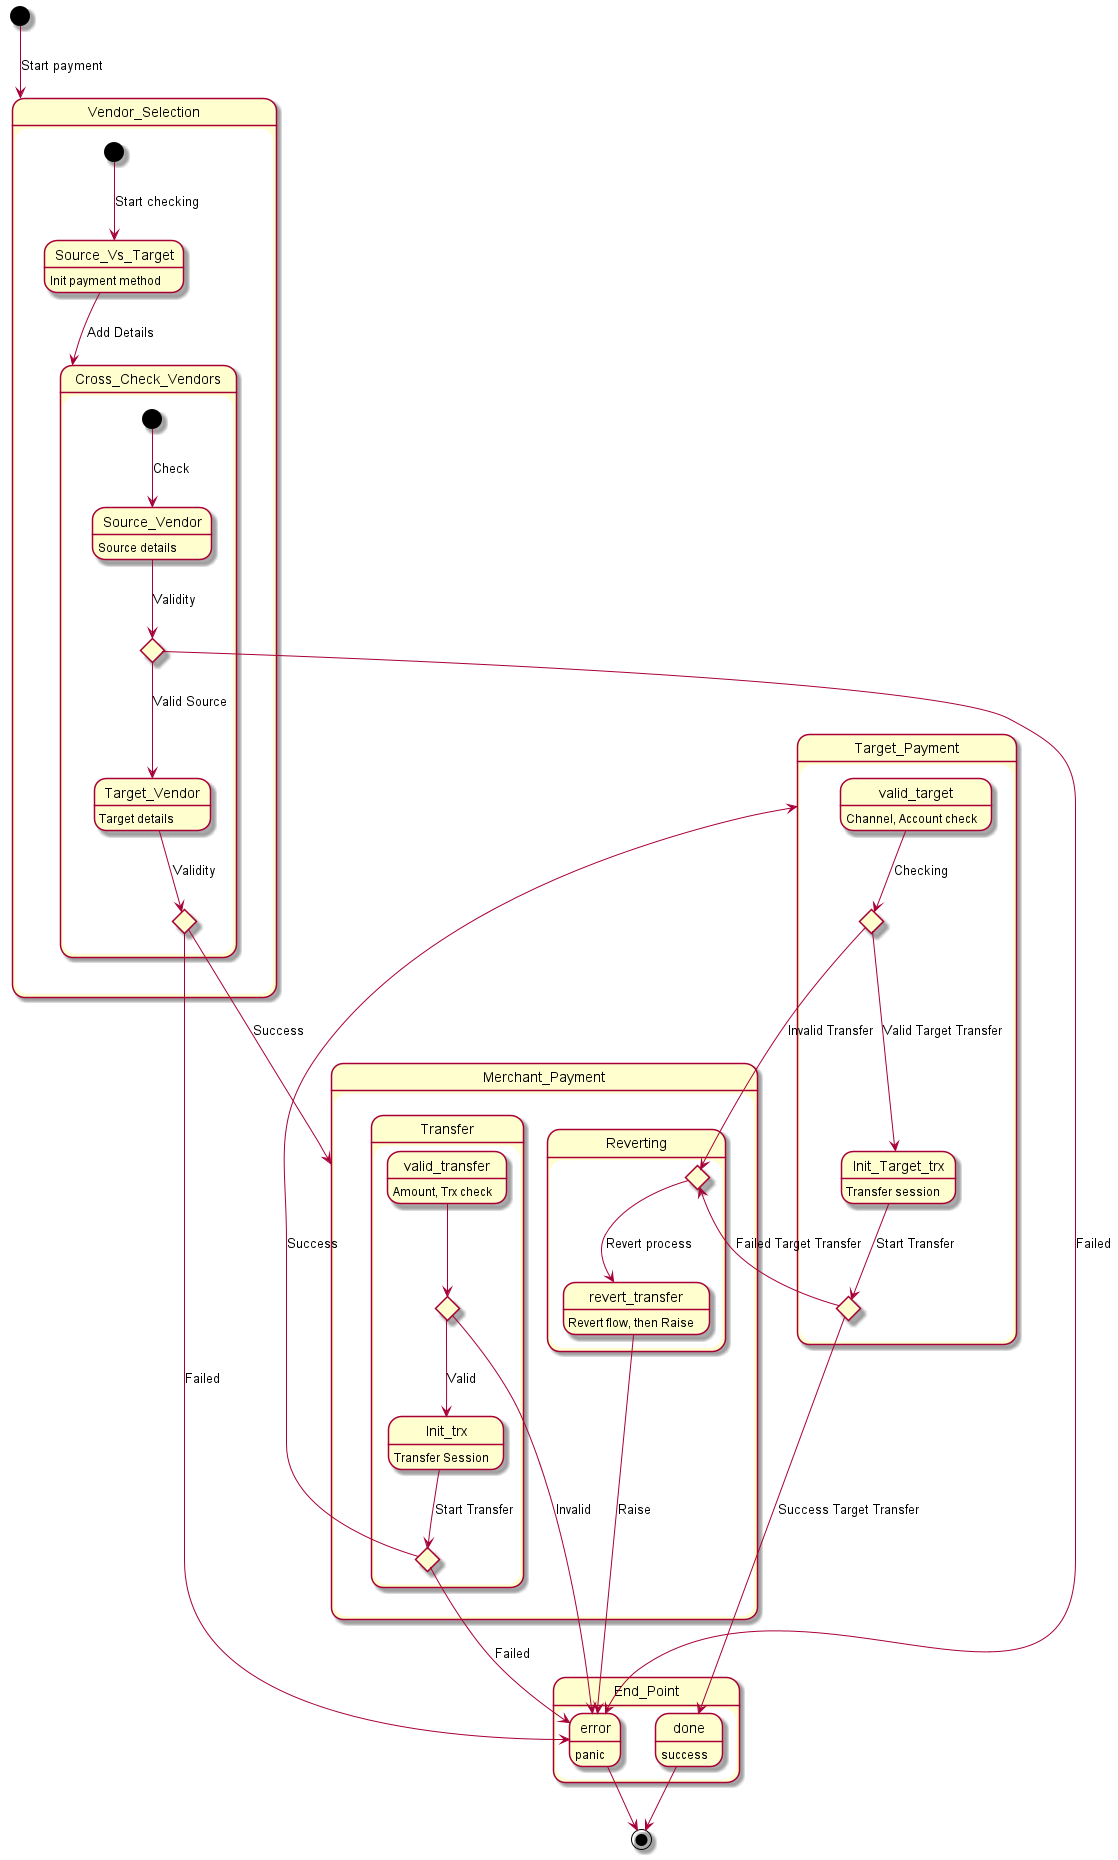 Start payment
Vendor_Selection
Start checking
Source_Vs_Target
Init payment method
Add Details
Cross_Check_Vendors
Check
Source_Vendor
Source details
Validity
Valid Source
Target_Vendor
Target details
Validity
Target_Payment
valid_target
Channel, Account check
Checking
Success
Invalid Transfer
Valid Target Transfer
Merchant_Payment
Transfer
Reverting
valid_transfer
Amount, Trx check
Init_Target_trx
Transfer session
Success
Revert process
Failed Target Transfer
Start Transfer
Failed
revert_transfer
Revert flow, then Raise
Failed
Valid
Init_trx
Transfer Session
Start Transfer
Invalid
Raise
Success Target Transfer
Failed
End_Point
error
panic
done
success